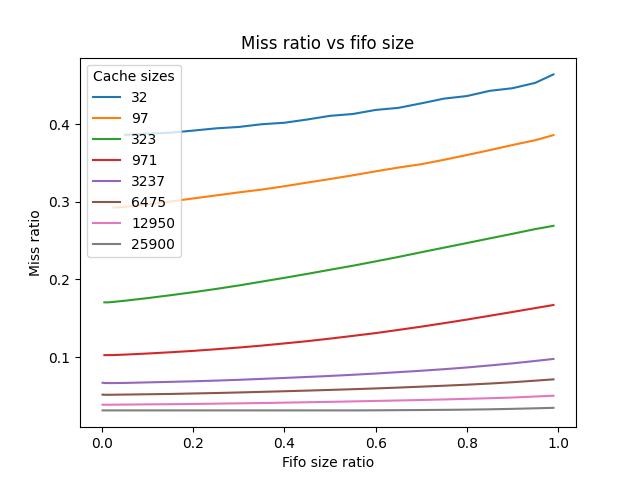 Miss ratio vs fifo size
Cache sizes
32
97
323
971
3237
6475
12950
25900
0.4
0.3
0.2
0.1
Miss ratio
0.0 0.2 0.4 0.6 0.8 1.0
Fifo size ratio